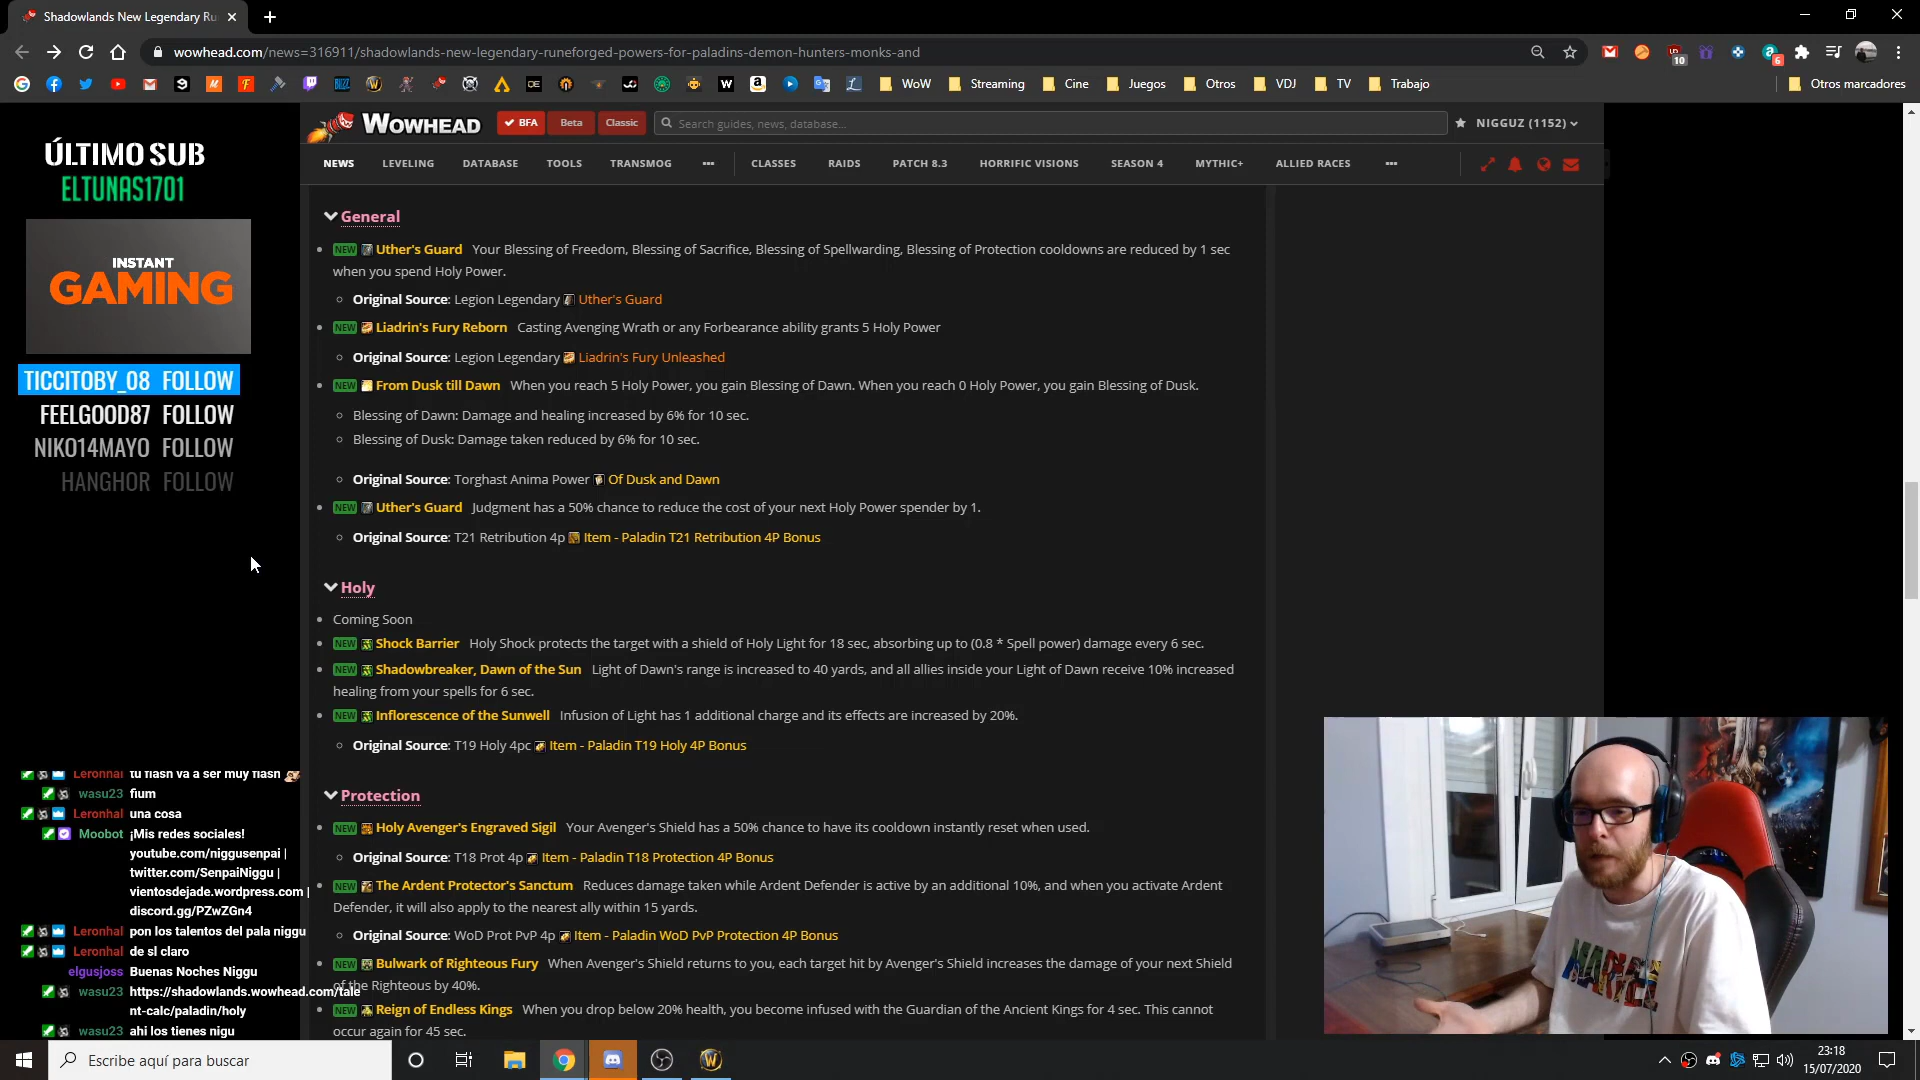 Shadowlands New Legendary Ru
wowhead.com/news=316911/shadowlands-new-legendary-runeforged-powers-for-paladins-demon-hunters-monks-and
10
6
WoW
Streaming
Cine
Juegos
Otros
VDJ
TV
Trabajo
Otros marcadores
WOWHEAD
BFA
Beta
Classic
Search guides, news, database...
NIGGUZ (1152)
NEWS
LEVELING
DATABASE
TOOLS
TRANSMOG
CLASSES
RAIDS
PATCH 8.3
HORRIFIC VISIONS
SEASON 4
MYTHIC+
ALLIED RACES
ÚLTIMO SUB
ELTUNAS1701
INSTANT
GAMING
TICCITOBY_08 FOLLOW
FEELGOOD87 FOLLOW
NIKO14MAYO FOLLOW
HANGHOR FOLLOW
General
NEW Uther's Guard Your Blessing of Freedom, Blessing of Sacrifice, Blessing of Spellwarding, Blessing of Protection cooldowns are reduced by 1 sec
when you spend Holy Power.
Original Source: Legion Legendary Uther's Guard
NEW Liadrin's Fury Reborn Casting Avenging Wrath or any Forbearance ability grants 5 Holy Power
Original Source: Legion Legendary Liadrin's Fury Unleashed
NEW From Dusk till Dawn When you reach 5 Holy Power, you gain Blessing of Dawn. When you reach 0 Holy Power, you gain Blessing of Dusk.
Blessing of Dawn: Damage and healing increased by 6% for 10 sec.
Blessing of Dusk: Damage taken reduced by 6% for 10 sec.
Original Source: Torghast Anima Power Of Dusk and Dawn
NEW Uther's Guard Judgment has a 50% chance to reduce the cost of your next Holy Power spender by 1.
Original Source: T21 Retribution 4p Item - Paladin T21 Retribution 4P Bonus
Holy
Coming Soon
NEW Shock Barrier Holy Shock protects the target with a shield of Holy Light for 18 sec, absorbing up to (0.8 * Spell power) damage every 6 sec.
NEW Shadowbreaker, Dawn of the Sun Light of Dawn's range is increased to 40 yards, and all allies inside your Light of Dawn receive 10% increased
healing from your spells for 6 sec.
NEW Inflorescence of the Sunwell Infusion of Light has 1 additional charge and its effects are increased by 20%.
Original Source: T19 Holy 4pc Item - Paladin T19 Holy 4P Bonus
Protection
NEW Holy Avenger's Engraved Sigil Your Avenger's Shield has a 50% chance to have its cooldown instantly reset when used.
Original Source: T18 Prot 4p Item - Paladin T18 Protection 4P Bonus
NEW The Ardent Protector's Sanctum Reduces damage taken while Ardent Defender is active by an additional 10%, and when you activate Ardent
Defender, it will also apply to the nearest ally within 15 yards.
Original Source: WoD Prot PvP 4p Item - Paladin WoD PvP Protection 4P Bonus
NEW Bulwark of Righteous Fury When Avenger's Shield returns to you, each target hit by Avenger's Shield increases the damage of your next Shield
of the Righteous by 40%.
NEW Reign of Endless Kings When you drop below 20% health, you become infused with the Guardian of the Ancient Kings for 4 sec. This cannot
occur again for 45 sec.
Leronhal tu flash va a ser muy flash
wasu23 fium
Leronhal una cosa
Moobot ¡Mis redes sociales!
youtube.com/niggusenpai |
twitter.com/SenpaiNiggu |
vientosdejade.wordpress.com |
discord.gg/PZwZGn4
Leronhal pon los talentos del pala niggu
Leronhal de sl claro
elgusjoss Buenas Noches Niggu
wasu23 https://shadowlands.wowhead.com/tale
nt-calc/paladin/holy
wasu23 ahi los tienes nigu
MARVEL
Escribe aquí para buscar
23:18
15/07/2020